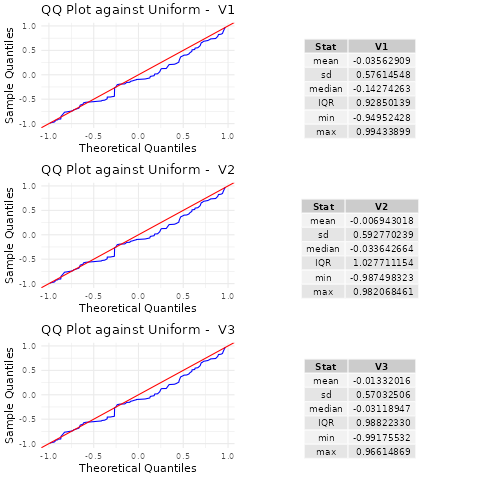 QQ Plot against Uniform - V1
Sample Quantiles
1.0
0.5
0.0
-0.5
-1.0
-1.0 -0.5 0.0 0.5 1.0
Theoretical Quantiles
Stat V1
mean -0.03562909
sd 0.57614548
median -0.14274263
IQR 0.92850139
min -0.94952428
max 0.99433899
QQ Plot against Uniform - V2
Sample Quantiles
1.0
0.5
0.0
-0.5
-1.0
-1.0 -0.5 0.0 0.5 1.0
Theoretical Quantiles
Stat V2
mean -0.006943018
sd 0.592770239
median -0.033642664
IQR 1.027711154
min -0.987498323
max 0.982068461
QQ Plot against Uniform - V3
Sample Quantiles
1.0
0.5
0.0
-0.5
-1.0
-1.0 -0.5 0.0 0.5 1.0
Theoretical Quantiles
Stat V3
mean -0.01332016
sd 0.57032506
median -0.03118947
IQR 0.98822330
min -0.99175532
max 0.96614869